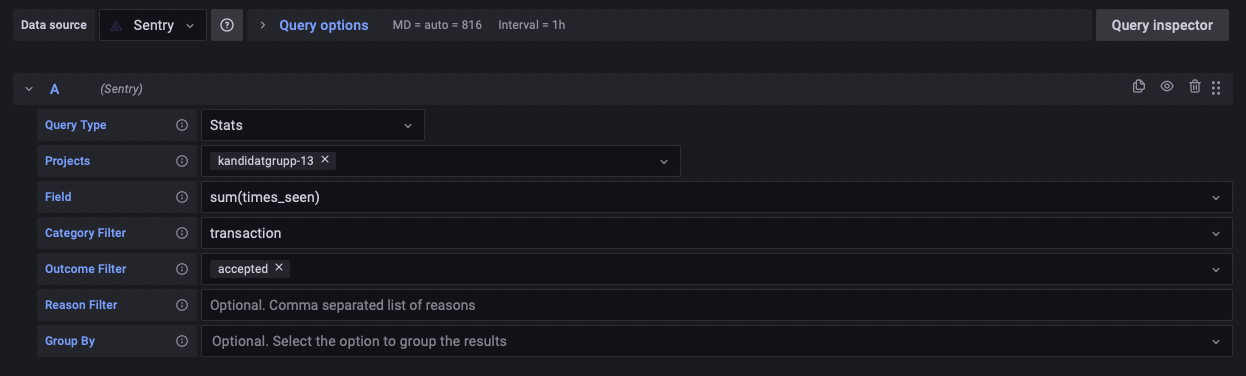 Data source Sentry Query options MD = auto = 816 Interval = 1h Query inspector
A (Sentry)
Query Type Stats
Projects kandidatgrupp-13
Field sum(times_seen)
Category Filter transaction
Outcome Filter accepted
Reason Filter Optional. Comma separated list of reasons
Group By Optional. Select the option to group the results